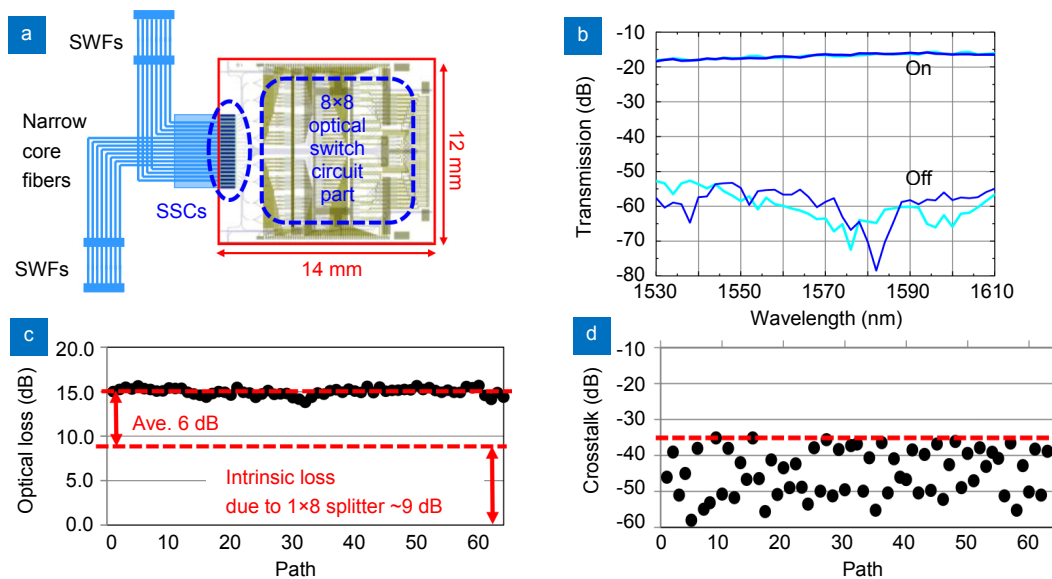 a
SWFs
Narrow
core
fibers
SSCs
SWFs
8×8
optical
switch
circuit
part
12 mm
14 mm
b
Transmission (dB)
-10
-20
-30
-40
-50
-60
-70
-80
On
Off
1530
1550
1570
1590
1610
Wavelength (nm)
c
Optical loss (dB)
20.0
15.0
10.0
5.0
0.0
Ave. 6 dB
Intrinsic loss
due to 1×8 splitter ~9 dB
0
10
20
30
40
50
60
Path
d
Crosstalk (dB)
-10
-20
-30
-40
-50
-60
0
10
20
30
40
50
60
Path